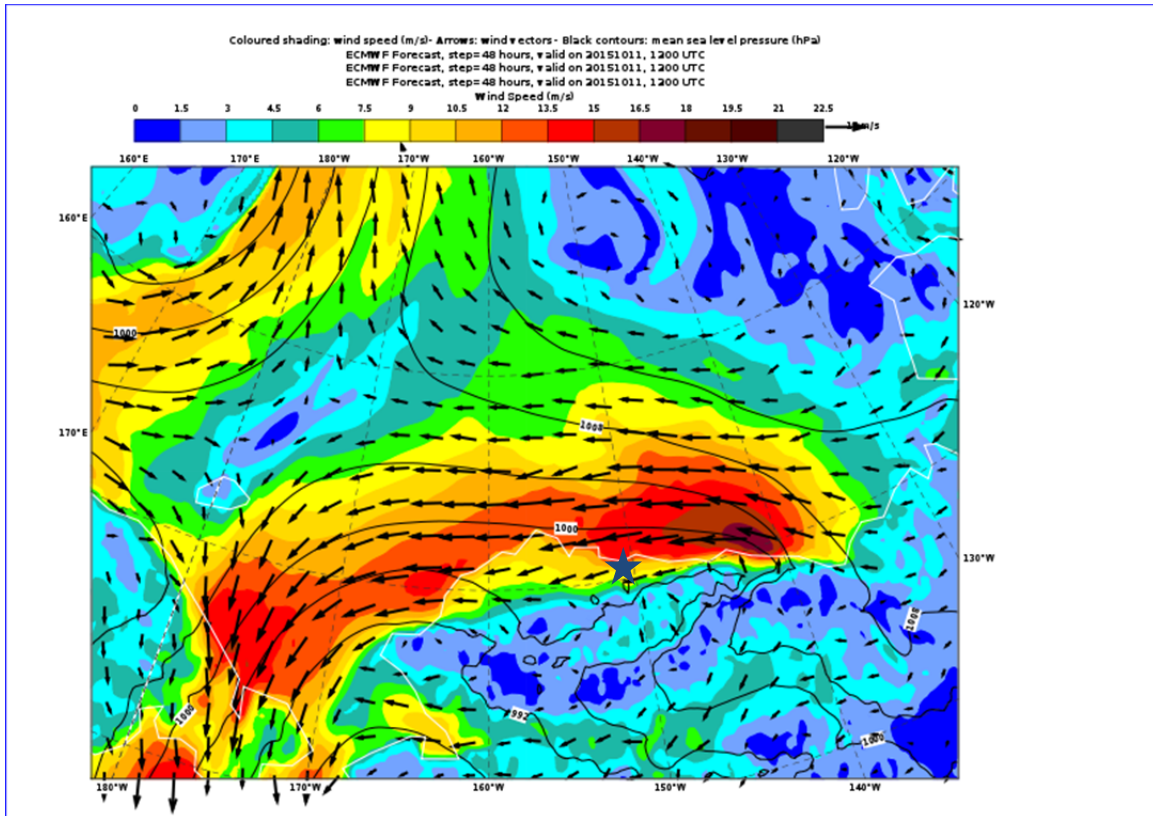 Coloured shading: wind speed (m/s)- Arrows: wind vectors - Black contours: mean sea level pressure (hPa)
ECMWF Forecast, step=48 hours, valid on 20151011, 1200 UTC
ECMWF Forecast, step=48 hours, valid on 20151011, 1200 UTC
ECMWF Forecast, step=48 hours, valid on 20151011, 1200 UTC
Wind Speed (m/s)
0 1.5 3 4.5 6 7.5 9 10.5 12 13.5 15 16.5 18 19.5 21 22.5
m/s
160°E 170°E 180°W 170°W 160°W 150°W 140°W 130°W 120°W
160°E
120°W
1000
1008
170°E
1000
130°W
1008
1000
992
1000
180°W 170°W 160°W 150°W 140°W